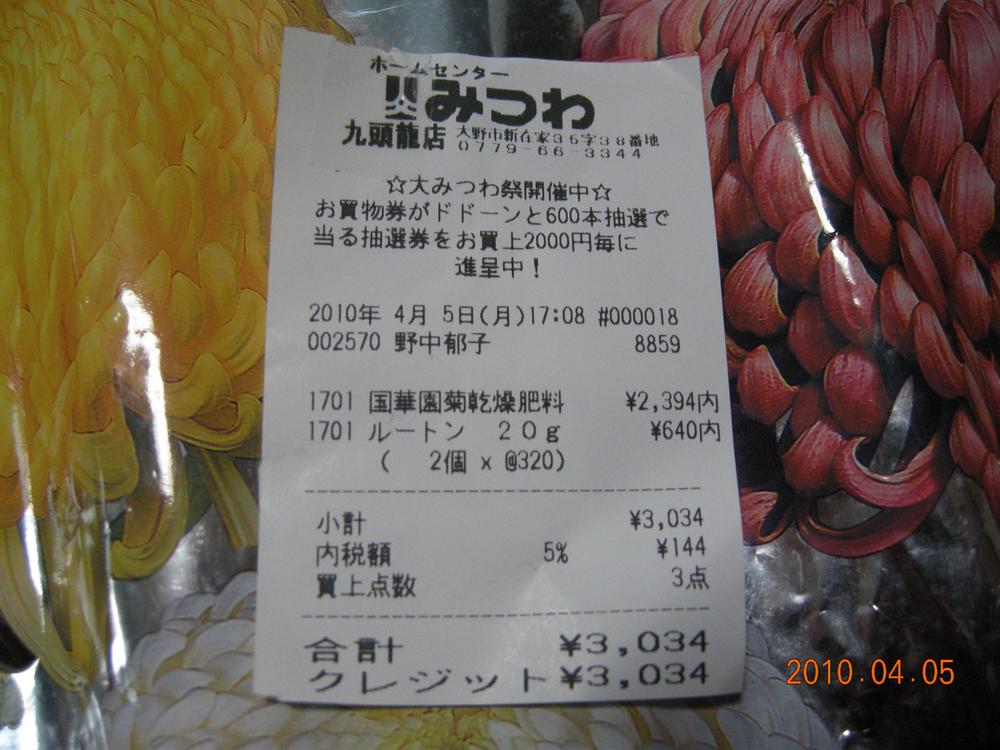 ホームセンター
みつわ
九頭龍店 大野市新在家35字38番地
0779-66-3344
☆大みつわ祭開催中☆
お買物券がドドーンと600本抽選で
当る抽選券をお買上2000円毎に
進呈中!
2010年 4月 5日(月)17:08 #000018
002570 野中郁子 8859
1701 国華園菊乾燥肥料 ¥2,394内
1701 ルートン 20g ¥640内
( 2個 x @320)
小計 ¥3,034
内税額 5% ¥144
買上点数 3点
合計 ¥3,034
クレジット ¥3,034
2010.04.05